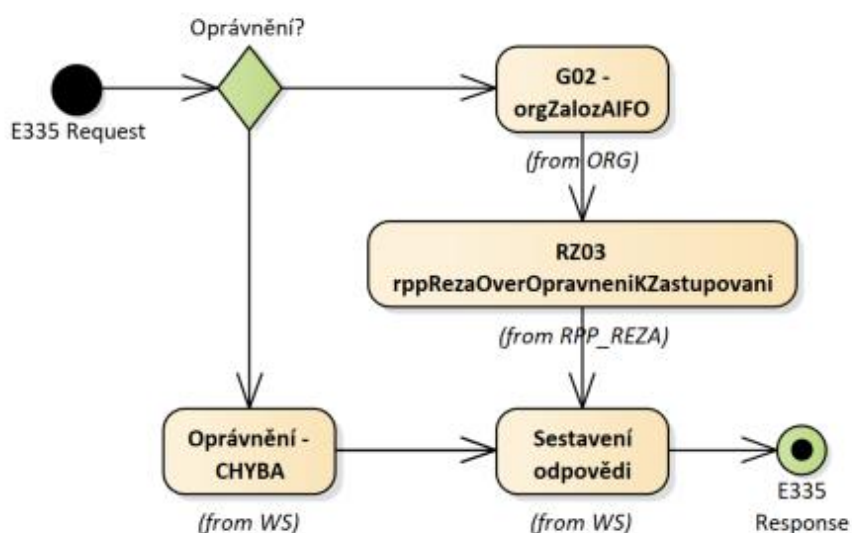 Oprávnění?
E335 Request
G02 -
orgZalozAIFO
(from ORG)
RZ03
rppRezaOverOpravneniKZastupovani
(from RPP_REZA)
Oprávnění -
CHYBA
(from WS)
Sestavení
odpovědi
(from WS)
E335
Response